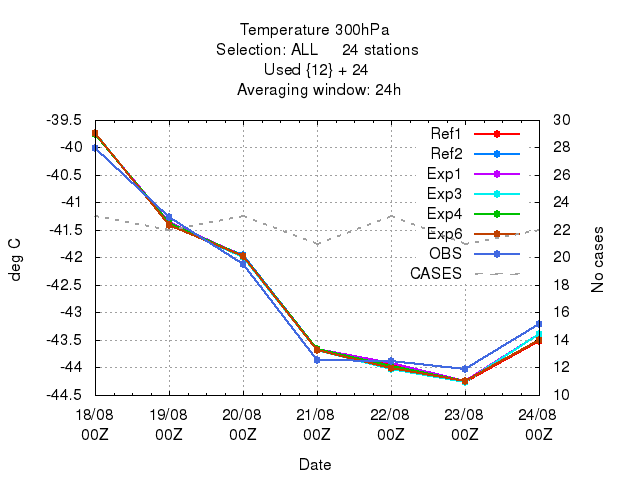 Temperature 300hPa
Selection: ALL 24 stations
Used {12} + 24
Averaging window: 24h
-39.5
-40
-40.5
-41
-41.5
-42
-42.5
-43
-43.5
-44
-44.5
deg C
30
28
26
24
22
20
18
16
14
12
10
No cases
Ref1
Ref2
Exp1
Exp3
Exp4
Exp6
OBS
CASES
18/08 19/08 20/08 21/08 22/08 23/08 24/08
00Z 00Z 00Z 00Z 00Z 00Z 00Z
Date